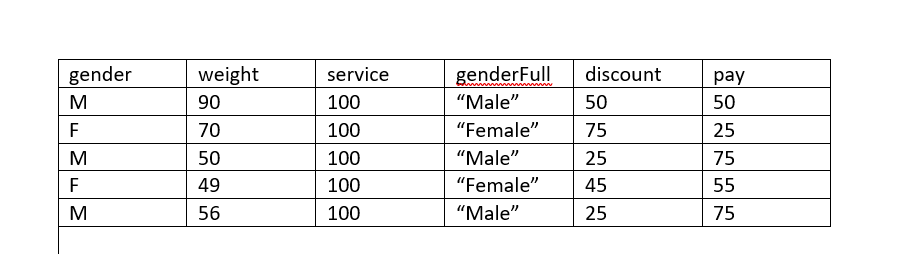 gender weight service genderFull discount pay
M 90 100 “Male” 50 50
F 70 100 “Female” 75 25
M 50 100 “Male” 25 75
F 49 100 “Female” 45 55
M 56 100 “Male” 25 75